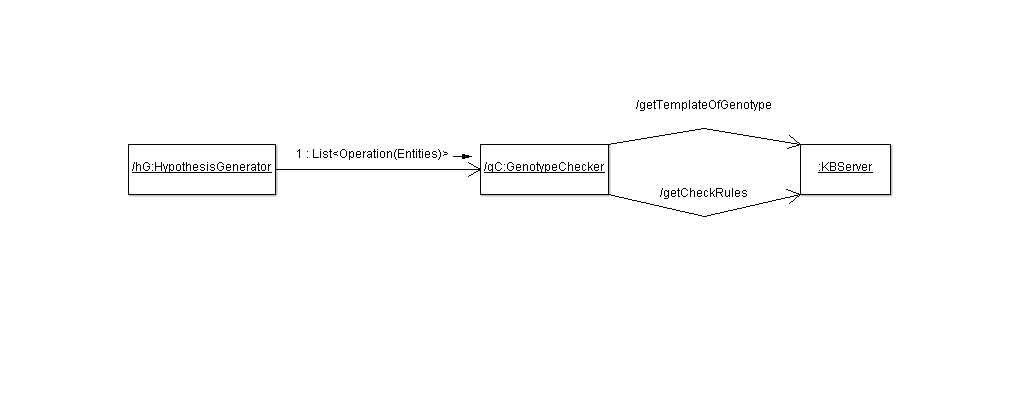 /getTemplateOfGenotype
1 : List<Operation(Entities)>
/hG:HypothesisGenerator
/gC:GenotypeChecker
:KBServer
/getCheckRules